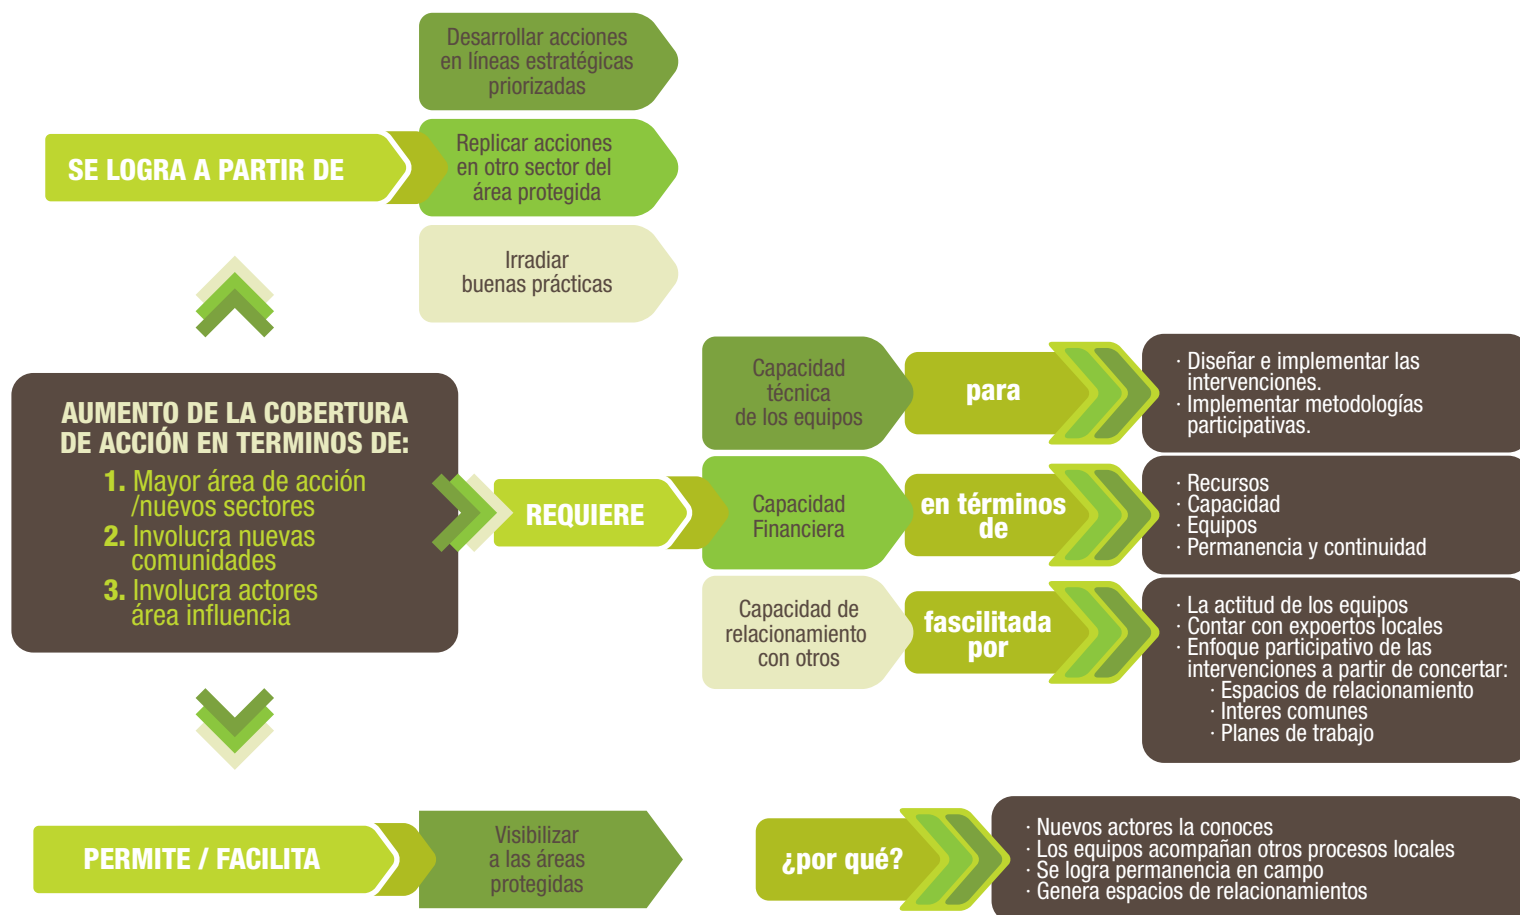 Desarrollar acciones
en líneas estratégicas
priorizadas
SE LOGRA A PARTIR DE
Replicar acciones
en otro sector del
área protegida
Irradiar
buenas prácticas
AUMENTO DE LA COBERTURA
DE ACCIÓN EN TERMINOS DE:
1. Mayor área de acción
/nuevos sectores
2. Involucra nuevas
comunidades
3. Involucra actores
área influencia
REQUIERE
Capacidad
técnica
de los equipos
para
· Diseñar e implementar las
intervenciones.
· Implementar metodologías
participativas.
Capacidad
Financiera
en términos
de
· Recursos
· Capacidad
· Equipos
· Permanencia y continuidad
Capacidad de
relacionamiento
con otros
fascilitada
por
· La actitud de los equipos
· Contar con expoertos locales
· Enfoque participativo de las
intervenciones a partir de concertar:
· Espacios de relacionamiento
· Interes comunes
· Planes de trabajo
PERMITE / FACILITA
Visibilizar
a las áreas
protegidas
¿por qué?
· Nuevos actores la conoces
· Los equipos acompañan otros procesos locales
· Se logra permanencia en campo
· Genera espacios de relacionamientos